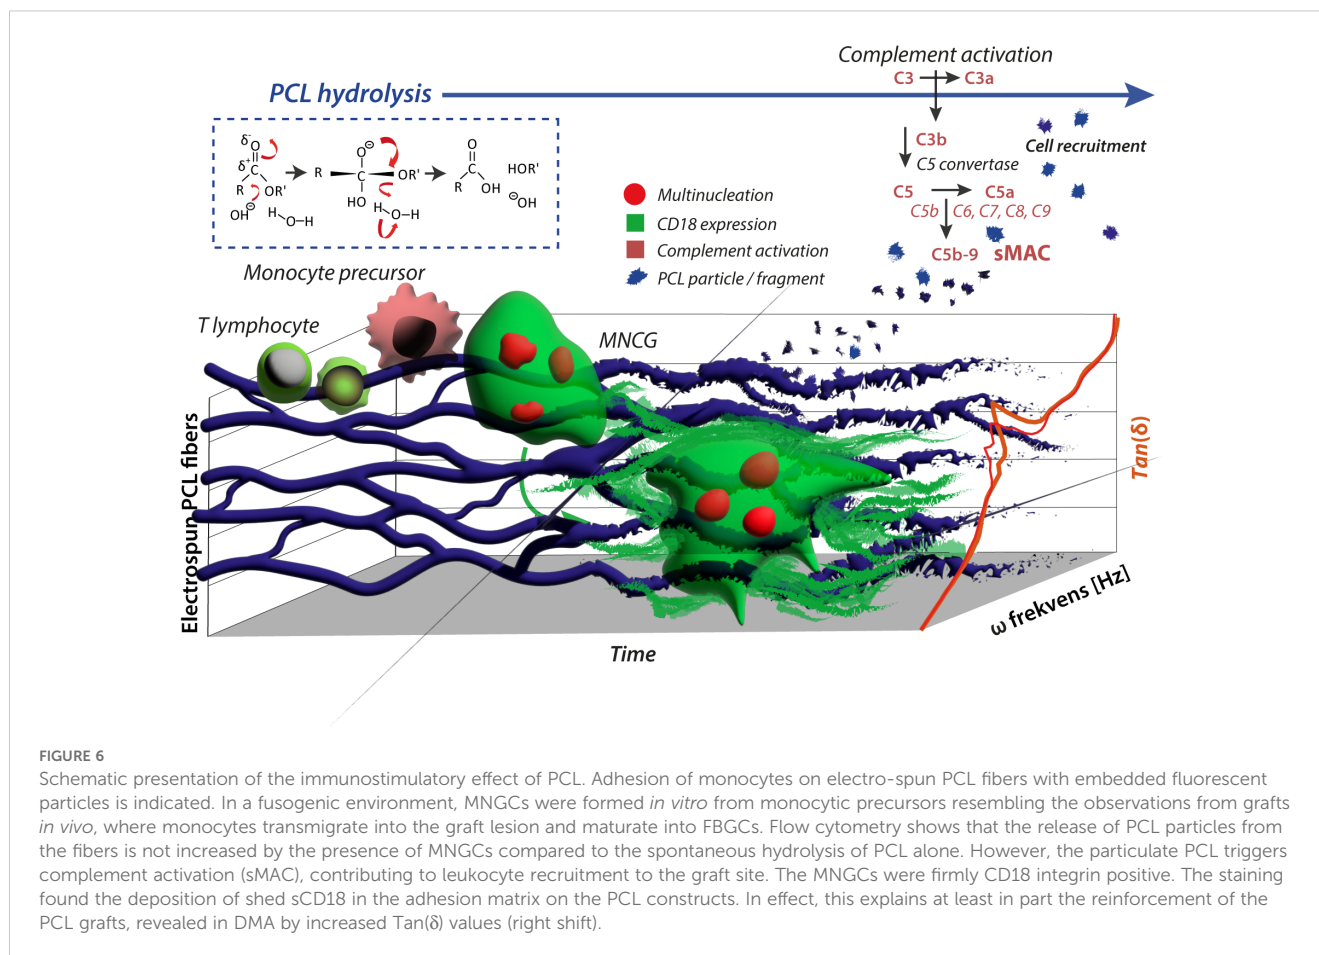 Complement activation
C3 C3a
PCL hydrolysis
C3b
Cell recruitment
C5 convertase
C5 C5a
C5b C6, C7, C8, C9
C5b-9 sMAC
δ-
O
δ+
C
R OR'
OH⊖ H O H
O⊖
R C OR'
HO H O H
O
C
R OH
HOR'
⊖OH
Multinucleation
CD18 expression
Complement activation
PCL particle / fragment
Monocyte precursor
T lymphocyte
MNCG
Electrospun PCL fibers
Tan(δ)
ω frekvens [Hz]
Time
FIGURE 6
Schematic presentation of the immunostimulatory effect of PCL. Adhesion of monocytes on electro-spun PCL fibers with embedded fluorescent
particles is indicated. In a fusogenic environment, MNGCs were formed in vitro from monocytic precursors resembling the observations from grafts
in vivo, where monocytes transmigrate into the graft lesion and maturate into FBGCs. Flow cytometry shows that the release of PCL particles from
the fibers is not increased by the presence of MNGCs compared to the spontaneous hydrolysis of PCL alone. However, the particulate PCL triggers
complement activation (sMAC), contributing to leukocyte recruitment to the graft site. The MNGCs were firmly CD18 integrin positive. The staining
found the deposition of shed sCD18 in the adhesion matrix on the PCL constructs. In effect, this explains at least in part the reinforcement of the
PCL grafts, revealed in DMA by increased Tan(δ) values (right shift).